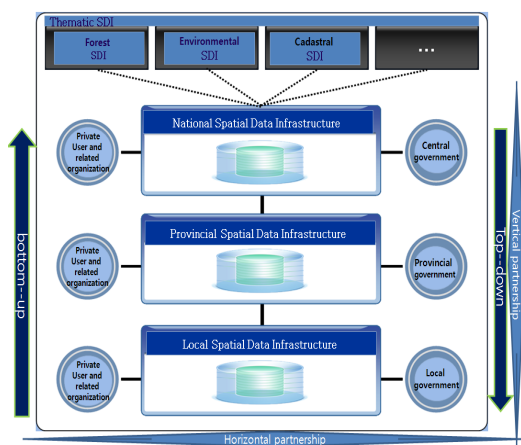 Thematic SDI
Forest
SDI
Environmental
SDI
Cadastral
SDI
...
National Spatial Data Infrastructure
Private
User and
related
organization
Central
government
Provincial Spatial Data Infrastructure
Private
User and
related
organization
Provincial
government
Local Spatial Data Infrastructure
Private
User and
related
organization
Local
government
bottom--up
Top--down
Vertical partnership
Horizontal partnership